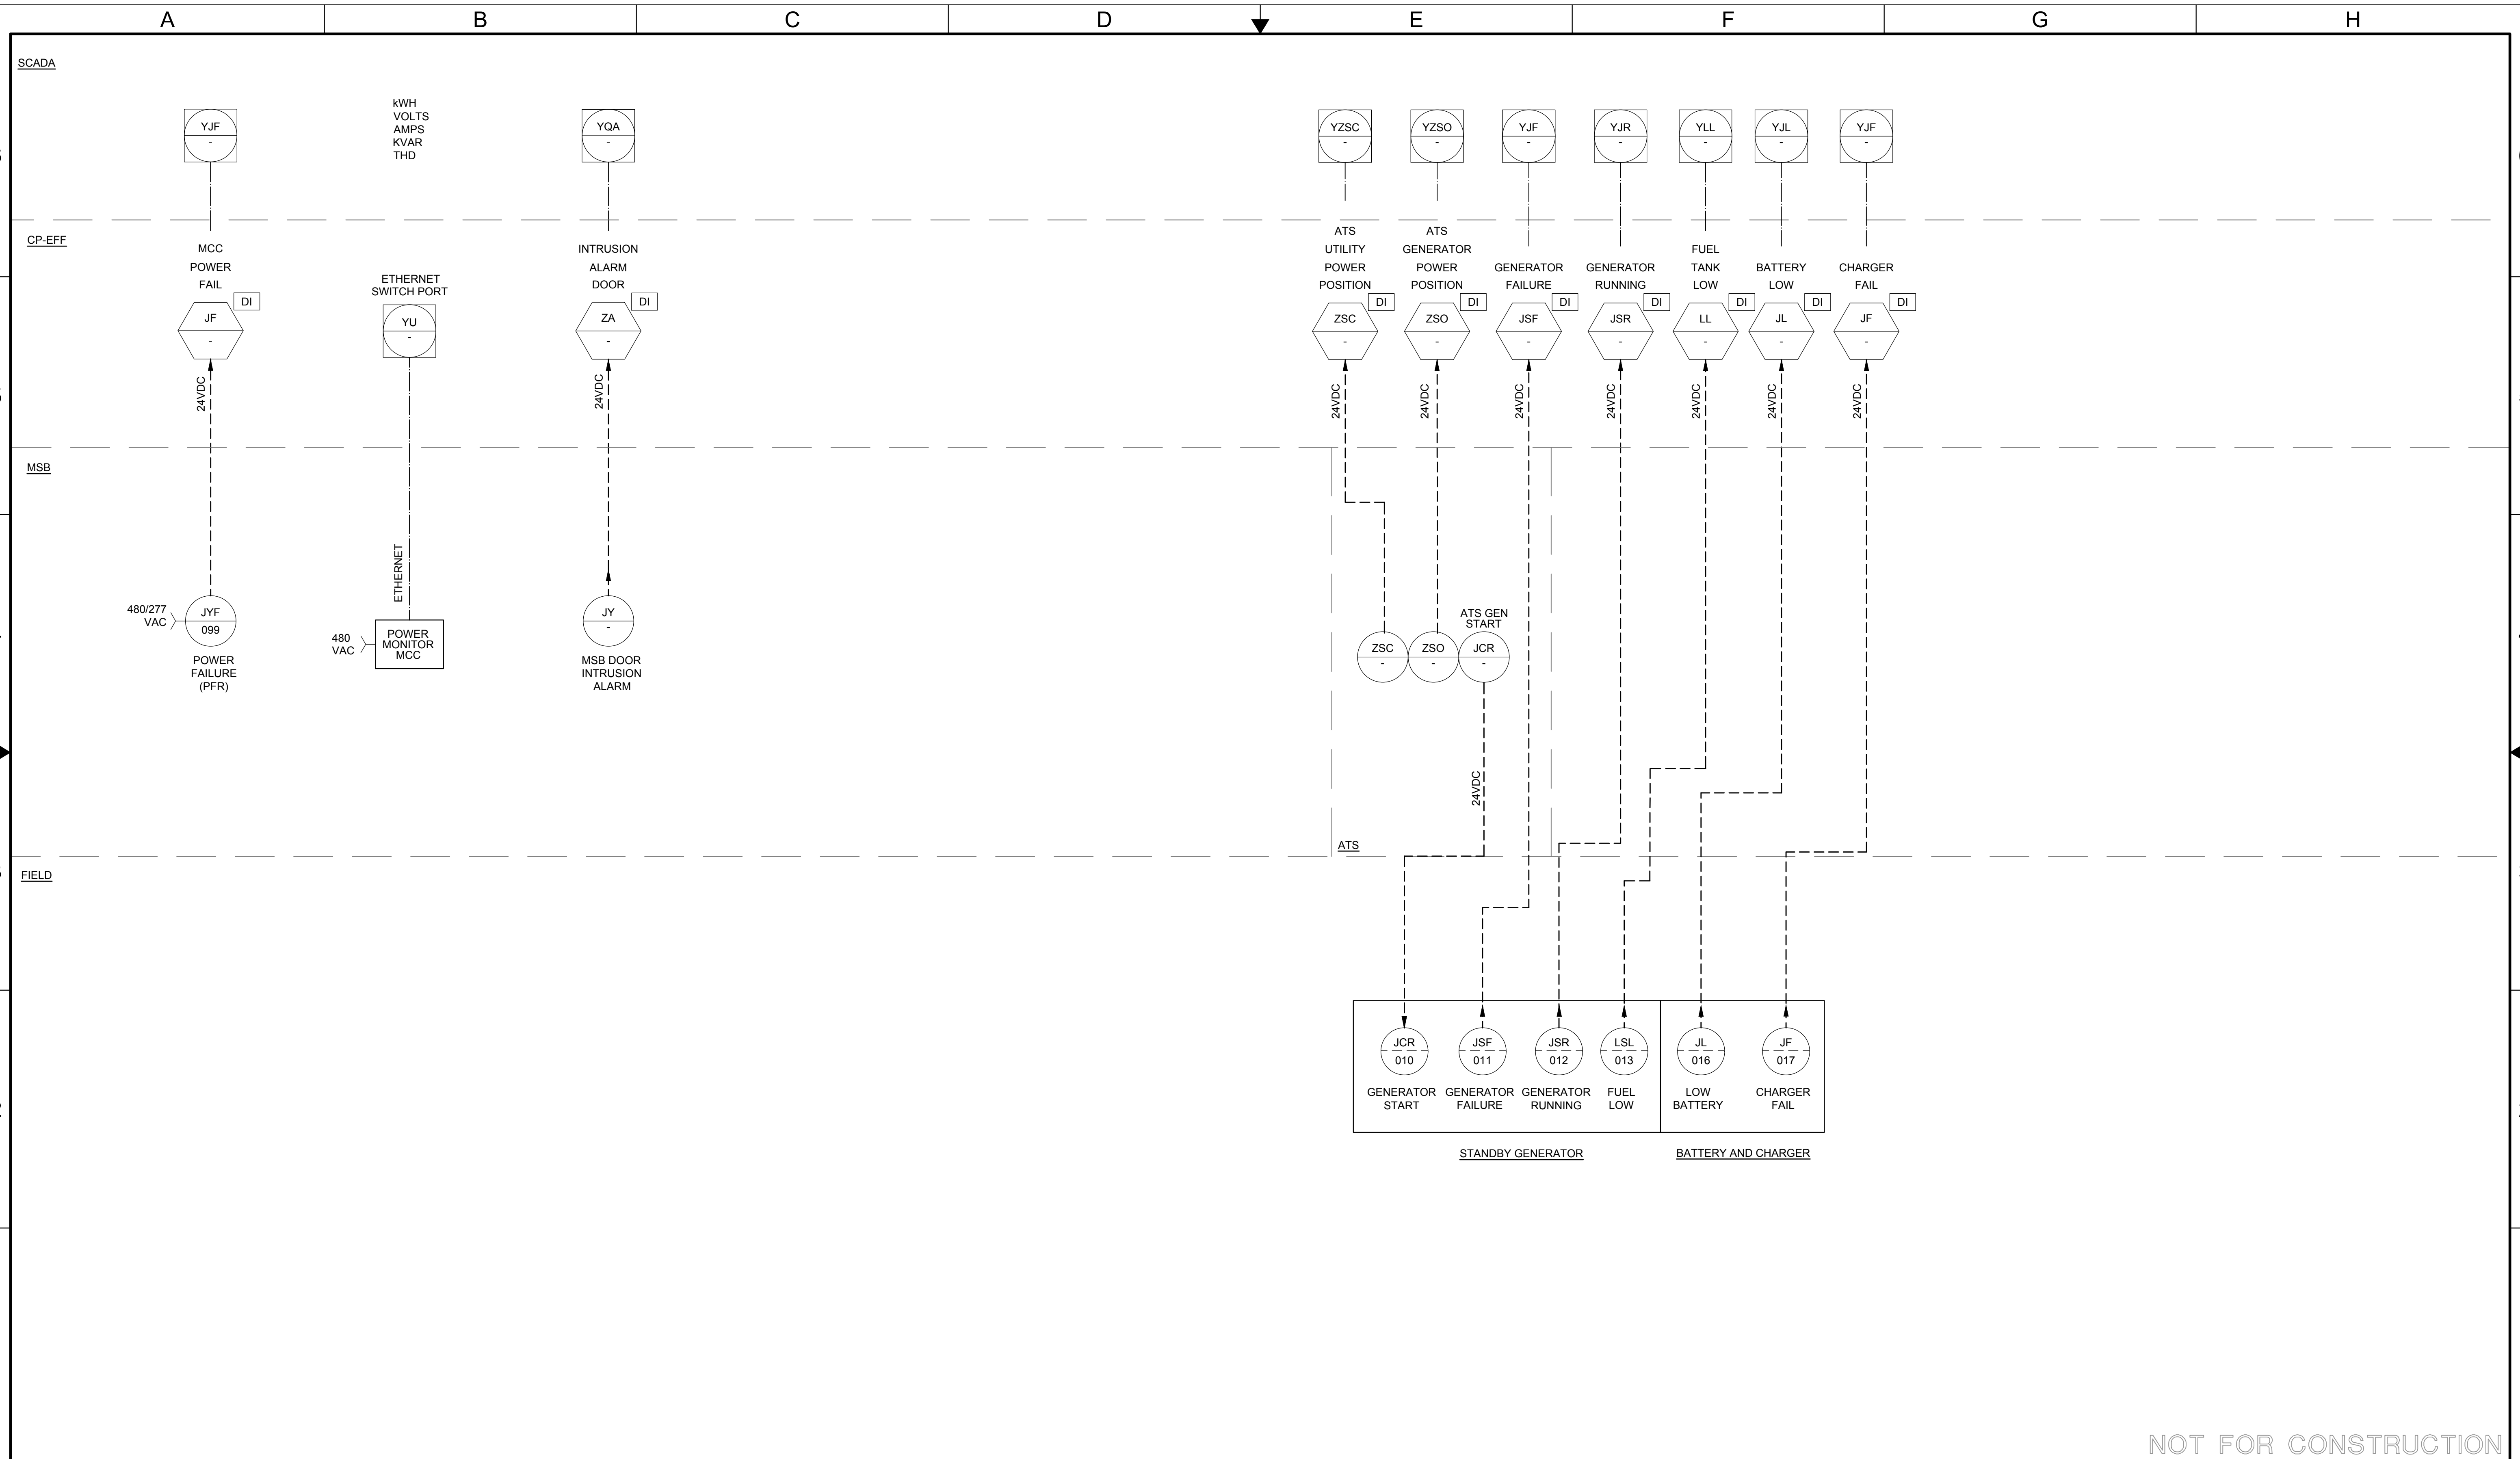 A B C D E F G H
SCADA
YJF
-
kWH
VOLTS
AMPS
KVAR
THD
YQA
-
YZSC
-
YZSO
-
YJF
-
YJR
-
YLL
-
YJL
-
YJF
-
CP-EFF
MCC
POWER
FAIL
DI
JF
-
24VDC
ETHERNET
SWITCH PORT
YU
-
INTRUSION
ALARM
DOOR
DI
ZA
-
24VDC
ATS
UTILITY
POWER
POSITION
DI
ZSC
-
24VDC
ATS
GENERATOR
POWER
POSITION
DI
ZSO
-
24VDC
GENERATOR
FAILURE
DI
JSF
-
24VDC
GENERATOR
RUNNING
DI
JSR
-
24VDC
FUEL
TANK
LOW
DI
LL
-
24VDC
BATTERY
LOW
DI
JL
-
24VDC
CHARGER
FAIL
DI
JF
-
24VDC
MSB
480/277
VAC
JYF
099
POWER
FAILURE
(PFR)
ETHERNET
480
VAC
POWER
MONITOR
MCC
JY
-
MSB DOOR
INTRUSION
ALARM
ATS GEN
START
ZSC
-
ZSO
-
JCR
-
24VDC
ATS
FIELD
JCR
010
GENERATOR
START
JSF
011
GENERATOR
FAILURE
JSR
012
GENERATOR
RUNNING
LSL
013
FUEL
LOW
JL
016
LOW
BATTERY
JF
017
CHARGER
FAIL
STANDBY GENERATOR
BATTERY AND CHARGER
NOT FOR CONSTRUCTION